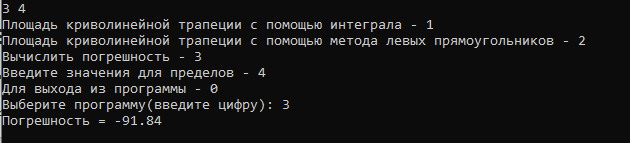 3 4
Площадь криволинейной трапеции с помощью интеграла - 1
Площадь криволинейной трапеции с помощью метода левых прямоугольников - 2
Вычислить погрешность - 3
Введите значения для пределов - 4
Для выхода из программы - 0
Выберите программу(введите цифру): 3
Погрешность = -91.84